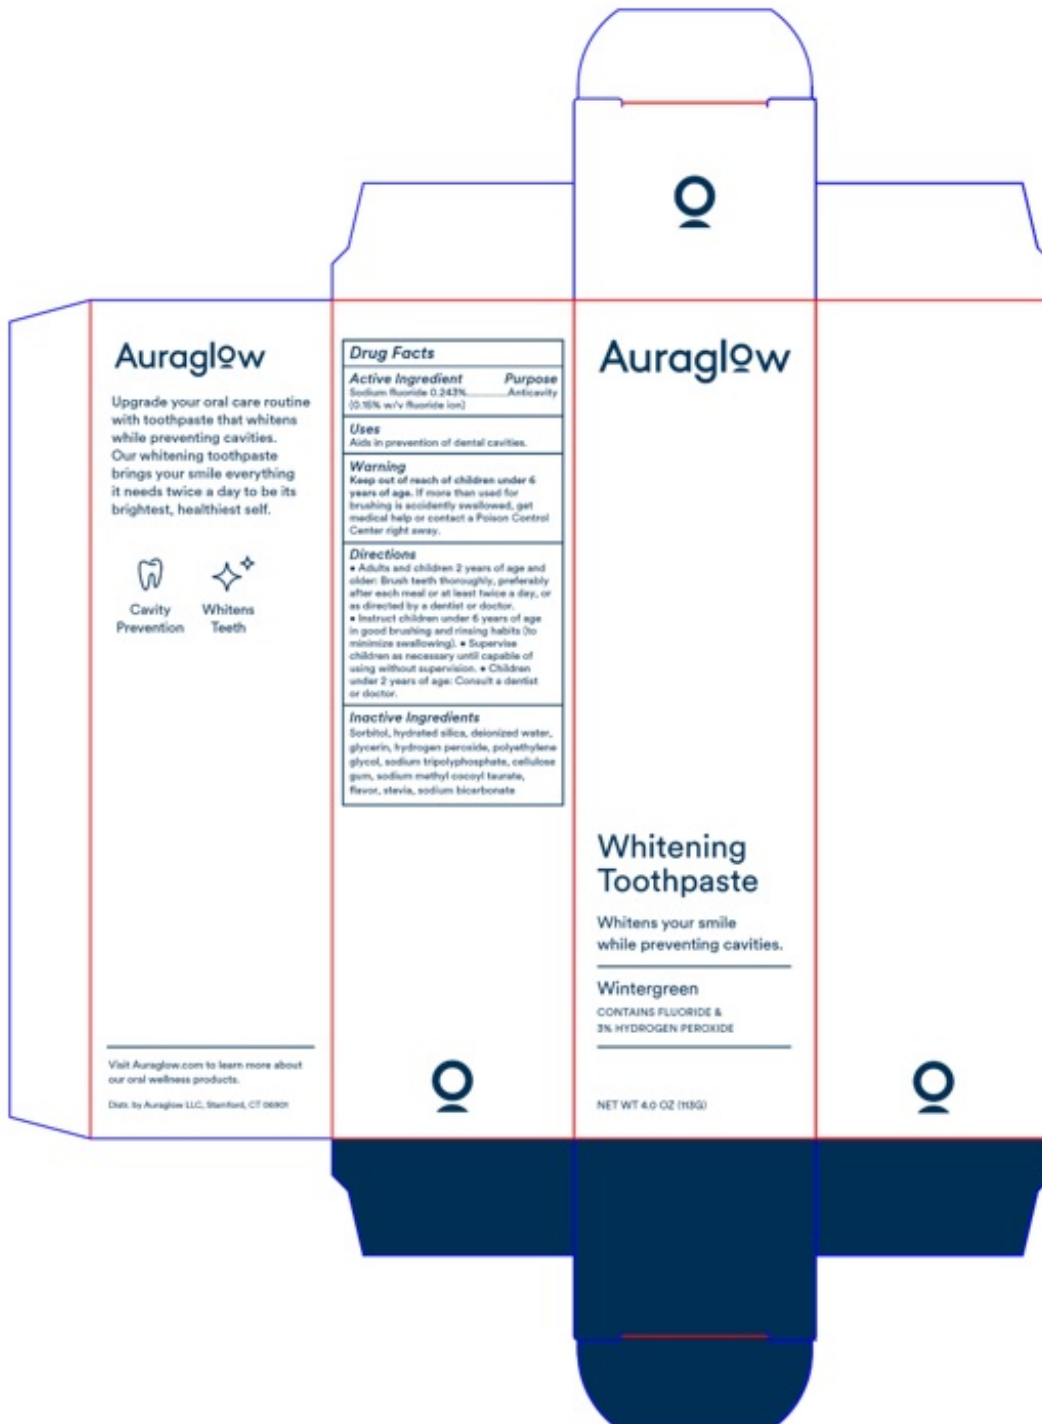 Auraglow
Upgrade your oral care routine
with toothpaste that whitens
while preventing cavities.
Our whitening toothpaste
brings your smile everything
it needs twice a day to be its
brightest, healthiest self.
Cavity
Prevention
Whitens
Teeth
Visit Auraglow.com to learn more about
our oral wellness products.
Distr. by Auraglow LLC, Stamford, CT 06901
Drug Facts
Active Ingredient Purpose
Sodium fluoride 0.243%....................Anticavity
(0.15% w/v fluoride ion)
Uses
Aids in prevention of dental cavities.
Warning
Keep out of reach of children under 6
years of age. If more than used for
brushing is accidently swallowed, get
medical help or contact a Poison Control
Center right away.
Directions
• Adults and children 2 years of age and
older: Brush teeth thoroughly, preferably
after each meal or at least twice a day, or
as directed by a dentist or doctor.
• Instruct children under 6 years of age
in good brushing and rinsing habits (to
minimize swallowing). • Supervise
children as necessary until capable of
using without supervision. • Children
under 2 years of age: Consult a dentist
or doctor.
Inactive Ingredients
Sorbitol, hydrated silica, deionized water,
glycerin, hydrogen peroxide, polyethylene
glycol, sodium tripolyphosphate, cellulose
gum, sodium methyl cocoyl taurate,
flavor, stevia, sodium bicarbonate
Auraglow
Whitening
Toothpaste
Whitens your smile
while preventing cavities.
Wintergreen
CONTAINS FLUORIDE &
3% HYDROGEN PEROXIDE
NET WT 4.0 OZ (113G)